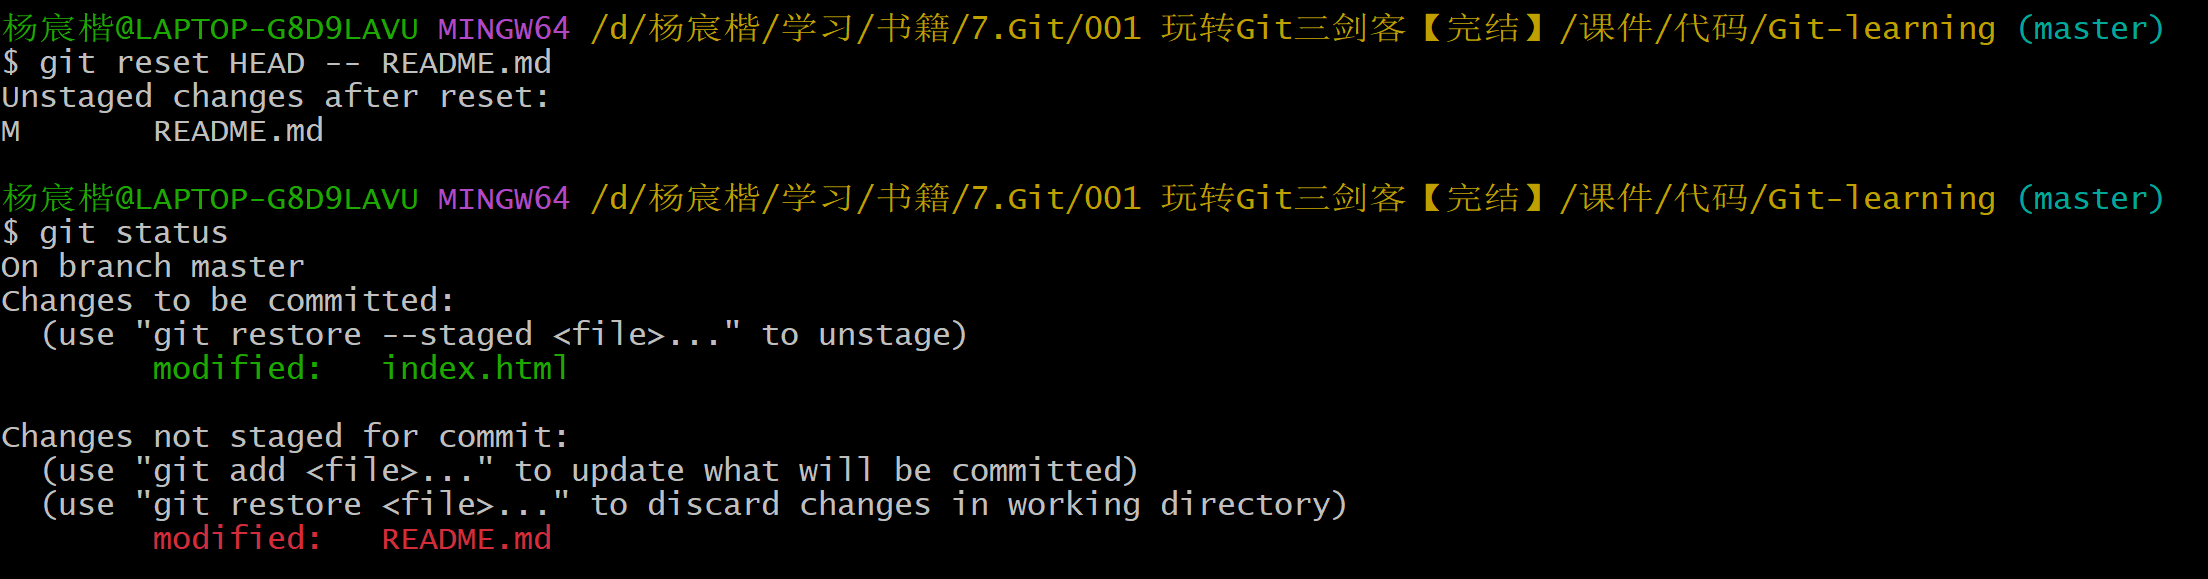 杨宸楷@LAPTOP-G8D9LAVU MINGW64 /d/杨宸楷/学习/书籍/7.Git/001 玩转Git三剑客【完结】/课件/代码/Git-learning (master)
$ git reset HEAD -- README.md
Unstaged changes after reset:
M       README.md

杨宸楷@LAPTOP-G8D9LAVU MINGW64 /d/杨宸楷/学习/书籍/7.Git/001 玩转Git三剑客【完结】/课件/代码/Git-learning (master)
$ git status
On branch master
Changes to be committed:
  (use "git restore --staged <file>..." to unstage)
        modified:   index.html

Changes not staged for commit:
  (use "git add <file>..." to update what will be committed)
  (use "git restore <file>..." to discard changes in working directory)
        modified:   README.md